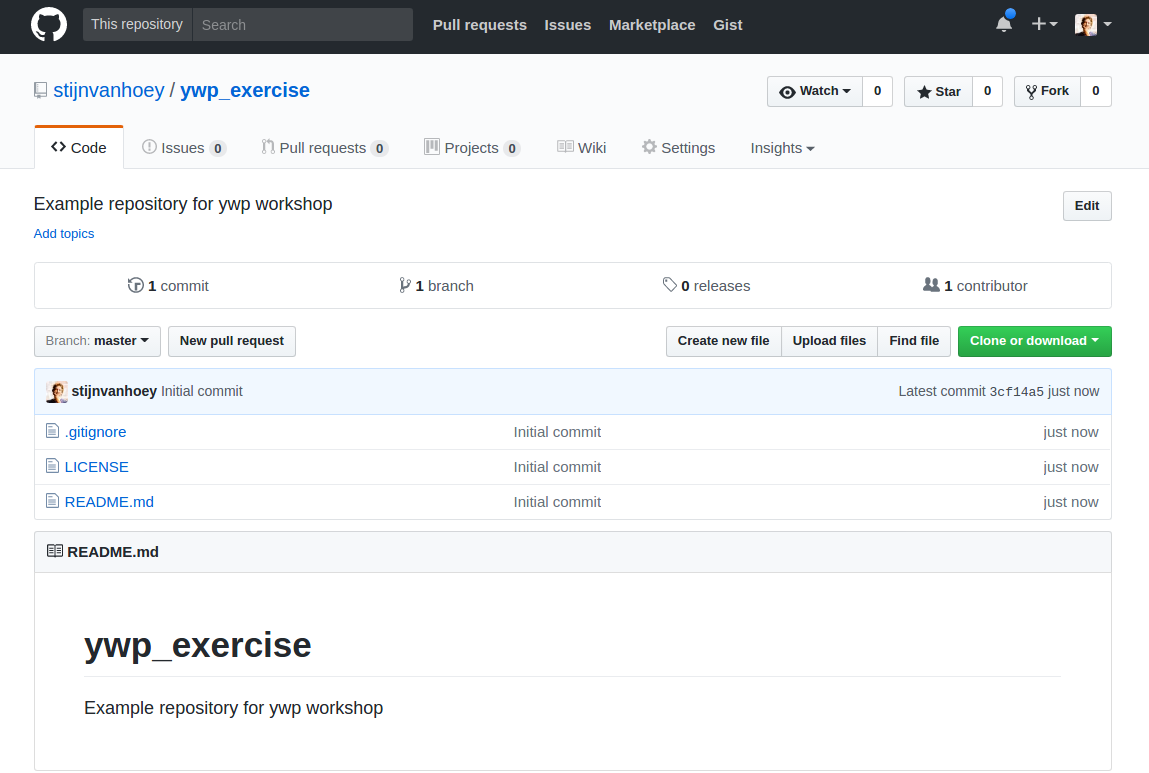 This repository Search Pull requests Issues Marketplace Gist
stijnvanhoey / ywp_exercise Watch 0 Star 0 Fork 0
Code Issues 0 Pull requests 0 Projects 0 Wiki Settings Insights
Example repository for ywp workshop Edit
Add topics
1 commit 1 branch 0 releases 1 contributor
Branch: master New pull request Create new file Upload files Find file Clone or download
stijnvanhoey Initial commit Latest commit 3cf14a5 just now
.gitignore Initial commit just now
LICENSE Initial commit just now
README.md Initial commit just now
README.md
ywp_exercise
Example repository for ywp workshop